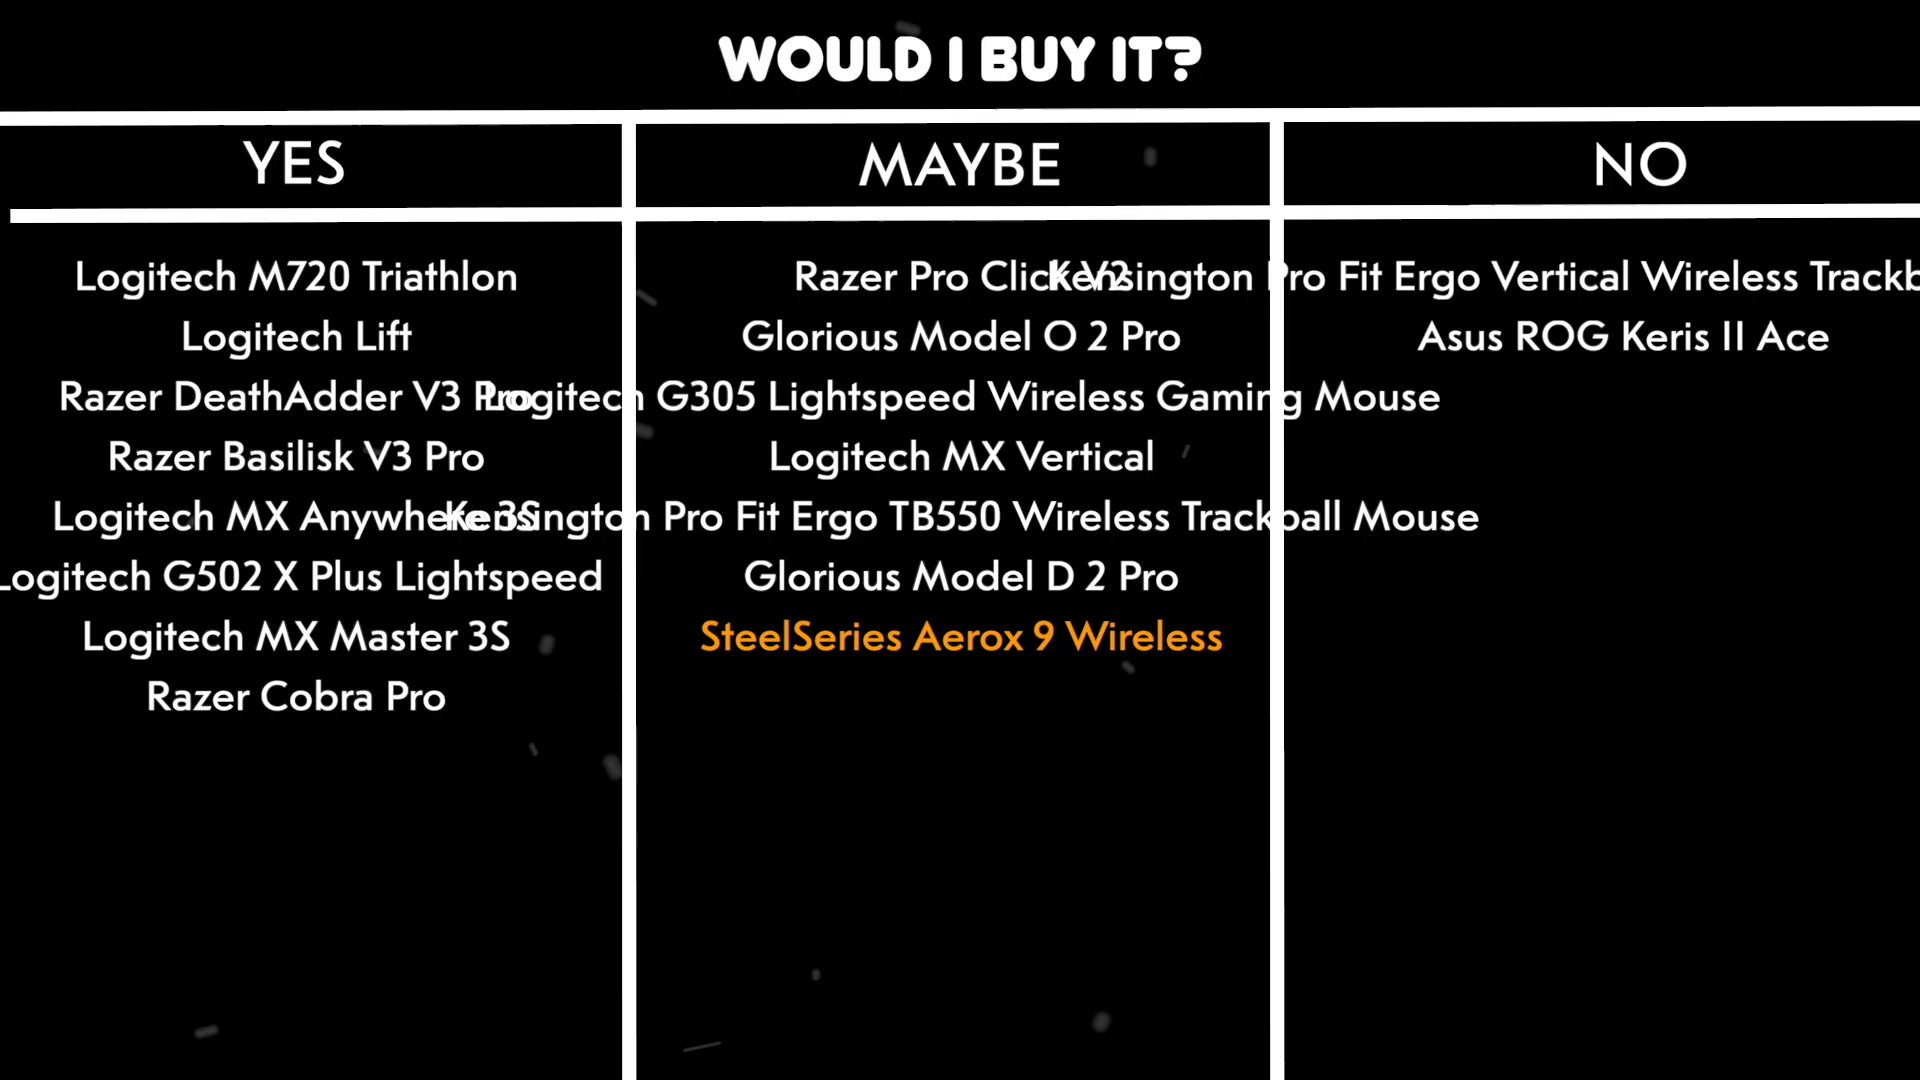 WOULD I BUY IT?
YES
MAYBE
NO
Logitech M720 Triathlon
Logitech Lift
Razer DeathAdder V3 Pro
Razer Basilisk V3 Pro
Logitech MX Anywhere 3S
Logitech G502 X Plus Lightspeed
Logitech MX Master 3S
Razer Cobra Pro
Razer Pro Click V2
Glorious Model O 2 Pro
Logitech G305 Lightspeed Wireless Gaming Mouse
Logitech MX Vertical
Kensington Pro Fit Ergo TB550 Wireless Trackball Mouse
Glorious Model D 2 Pro
SteelSeries Aerox 9 Wireless
Kensington Pro Fit Ergo Vertical Wireless Trackb
Asus ROG Keris II Ace